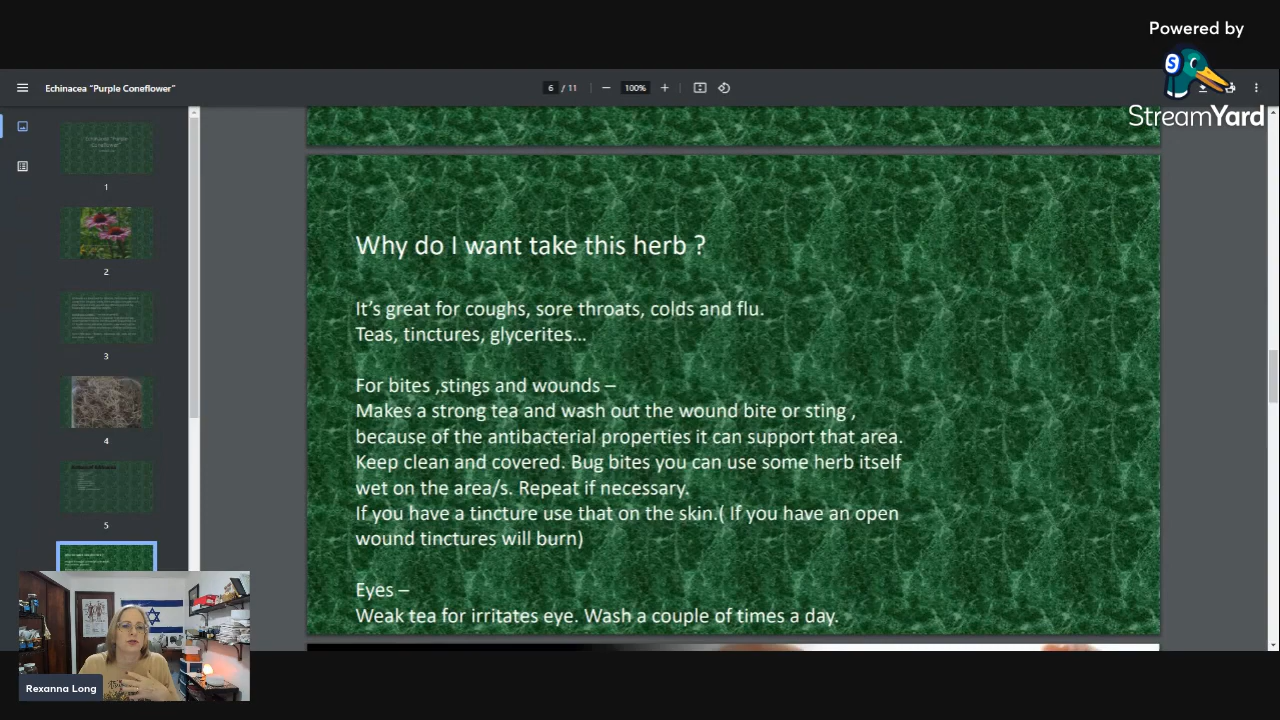 Powered by
StreamYard
Echinacea “Purple Coneflower”
6 / 11
100%
1
2
3
4
5
Why do I want take this herb ?
It’s great for coughs, sore throats, colds and flu.
Teas, tinctures, glycerites…
For bites ,stings and wounds –
Makes a strong tea and wash out the wound bite or sting ,
because of the antibacterial properties it can support that area.
Keep clean and covered. Bug bites you can use some herb itself
wet on the area/s. Repeat if necessary.
If you have a tincture use that on the skin.( If you have an open
wound tinctures will burn)
Eyes –
Weak tea for irritates eye. Wash a couple of times a day.
Rexanna Long